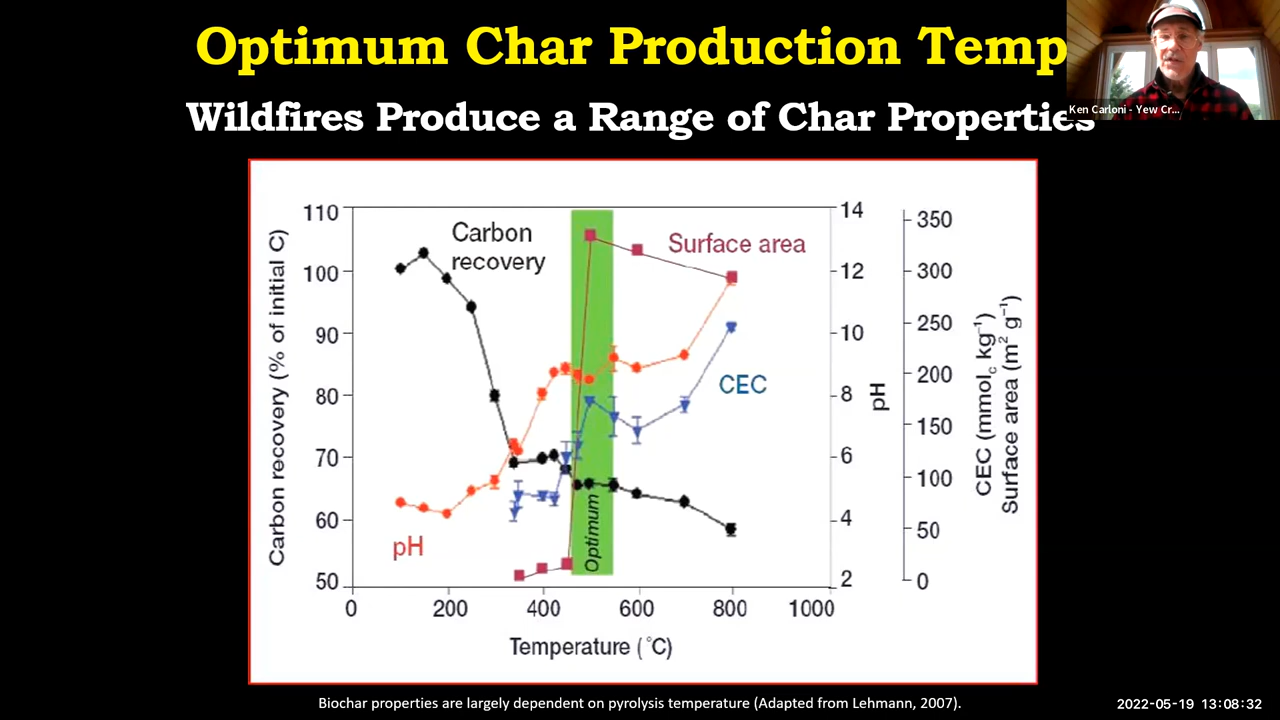 Optimum Char Production Temp
Wildfires Produce a Range of Char Properties
Ken Carloni - Yew Cr...
Carbon recovery (% of initial C)
110
100
90
80
70
60
50
Carbon
recovery
Surface area
CEC
pH
Optimum
14
12
10
8
6
4
2
pH
350
300
250
200
150
100
50
0
CEC (mmolc kg-1)
Surface area (m2 g-1)
0 200 400 600 800 1000
Temperature (°C)
Biochar properties are largely dependent on pyrolysis temperature (Adapted from Lehmann, 2007).
2022-05-19 13:08:32